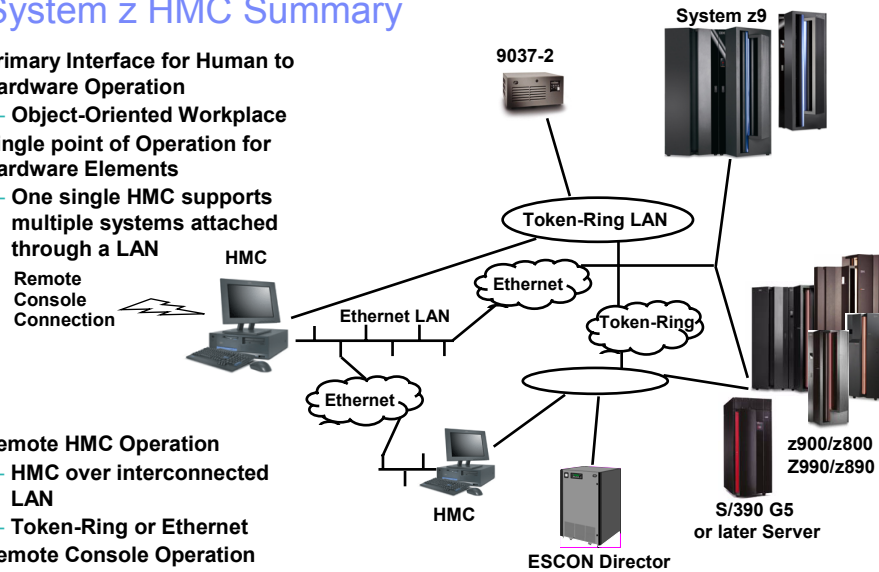 System z HMC Summary
rimary Interface for Human to
ardware Operation
– Object-Oriented Workplace
ingle point of Operation for
ardware Elements
– One single HMC supports
multiple systems attached
through a LAN
Remote
Console
Connection
HMC
9037-2
System z9
Token-Ring LAN
Ethernet
Ethernet LAN
Token-Ring
Ethernet
HMC
z900/z800
Z990/z890
S/390 G5
or later Server
ESCON Director
emote HMC Operation
– HMC over interconnected
LAN
– Token-Ring or Ethernet
emote Console Operation